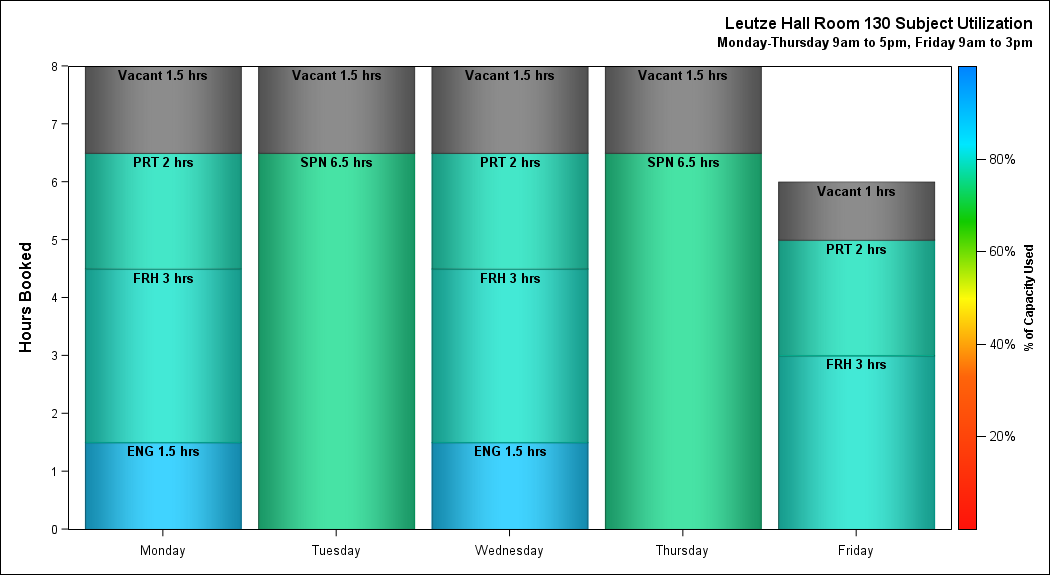 Leutze Hall Room 130 Subject Utilization
Monday-Thursday 9am to 5pm, Friday 9am to 3pm
Hours Booked
8
7
6
5
4
3
2
1
0
Vacant 1.5 hrs
PRT 2 hrs
FRH 3 hrs
ENG 1.5 hrs
Monday
Vacant 1.5 hrs
SPN 6.5 hrs
Tuesday
Vacant 1.5 hrs
PRT 2 hrs
FRH 3 hrs
ENG 1.5 hrs
Wednesday
Vacant 1.5 hrs
SPN 6.5 hrs
Thursday
Vacant 1 hrs
PRT 2 hrs
FRH 3 hrs
Friday
80%
60%
40%
20%
% of Capacity Used